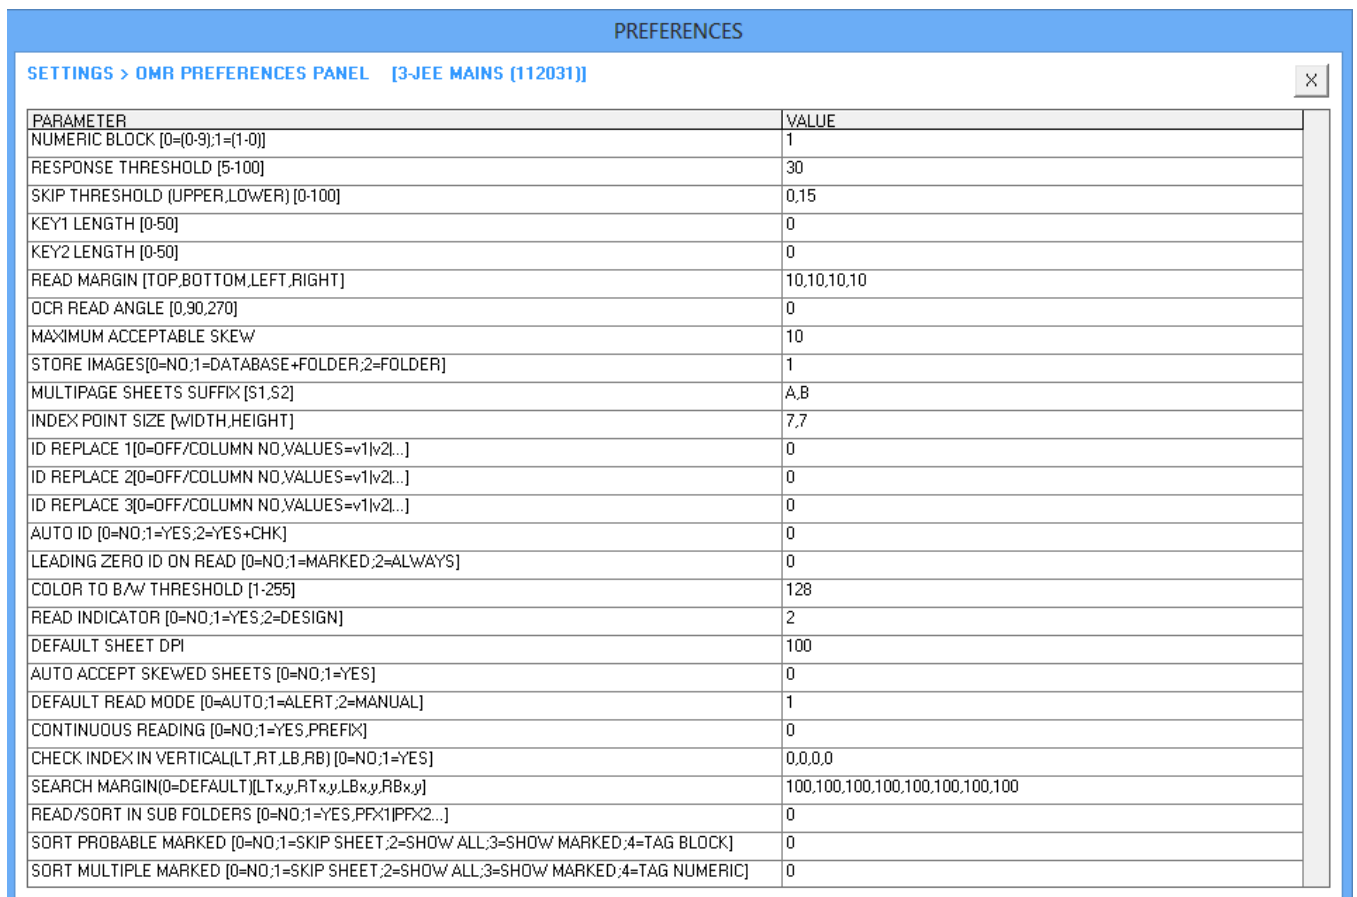 PREFERENCES
SETTINGS > OMR PREFERENCES PANEL [3-JEE MAINS (112031)]
X
PARAMETER VALUE
NUMERIC BLOCK [0=(0-9);1=(1-0)] 1
RESPONSE THRESHOLD [5-100] 30
SKIP THRESHOLD (UPPER,LOWER) [0-100] 0,15
KEY1 LENGTH [0-50] 0
KEY2 LENGTH [0-50] 0
READ MARGIN [TOP,BOTTOM,LEFT,RIGHT] 10,10,10,10
OCR READ ANGLE [0,90,270] 0
MAXIMUM ACCEPTABLE SKEW 10
STORE IMAGES[0=NO;1=DATABASE+FOLDER;2=FOLDER] 1
MULTIPAGE SHEETS SUFFIX [S1,S2] A,B
INDEX POINT SIZE [WIDTH,HEIGHT] 7,7
ID REPLACE 1[0=OFF/COLUMN NO,VALUES=v1|v2|...] 0
ID REPLACE 2[0=OFF/COLUMN NO,VALUES=v1|v2|...] 0
ID REPLACE 3[0=OFF/COLUMN NO,VALUES=v1|v2|...] 0
AUTO ID [0=NO;1=YES;2=YES+CHK] 0
LEADING ZERO ID ON READ [0=NO;1=MARKED;2=ALWAYS] 0
COLOR TO B/W THRESHOLD [1-255] 128
READ INDICATOR [0=NO;1=YES;2=DESIGN] 2
DEFAULT SHEET DPI 100
AUTO ACCEPT SKEWED SHEETS [0=NO;1=YES] 0
DEFAULT READ MODE [0=AUTO;1=ALERT;2=MANUAL] 1
CONTINUOUS READING [0=NO;1=YES,PREFIX] 0
CHECK INDEX IN VERTICAL(LT,RT,LB,RB) [0=NO;1=YES] 0,0,0,0
SEARCH MARGIN(0=DEFAULT)[LTx,y,RTx,y,LBx,y,RBx,y] 100,100,100,100,100,100,100,100
READ/SORT IN SUB FOLDERS [0=NO;1=YES,PFX1|PFX2...] 0
SORT PROBABLE MARKED [0=NO;1=SKIP SHEET;2=SHOW ALL;3=SHOW MARKED;4=TAG BLOCK] 0
SORT MULTIPLE MARKED [0=NO;1=SKIP SHEET;2=SHOW ALL;3=SHOW MARKED;4=TAG NUMERIC] 0